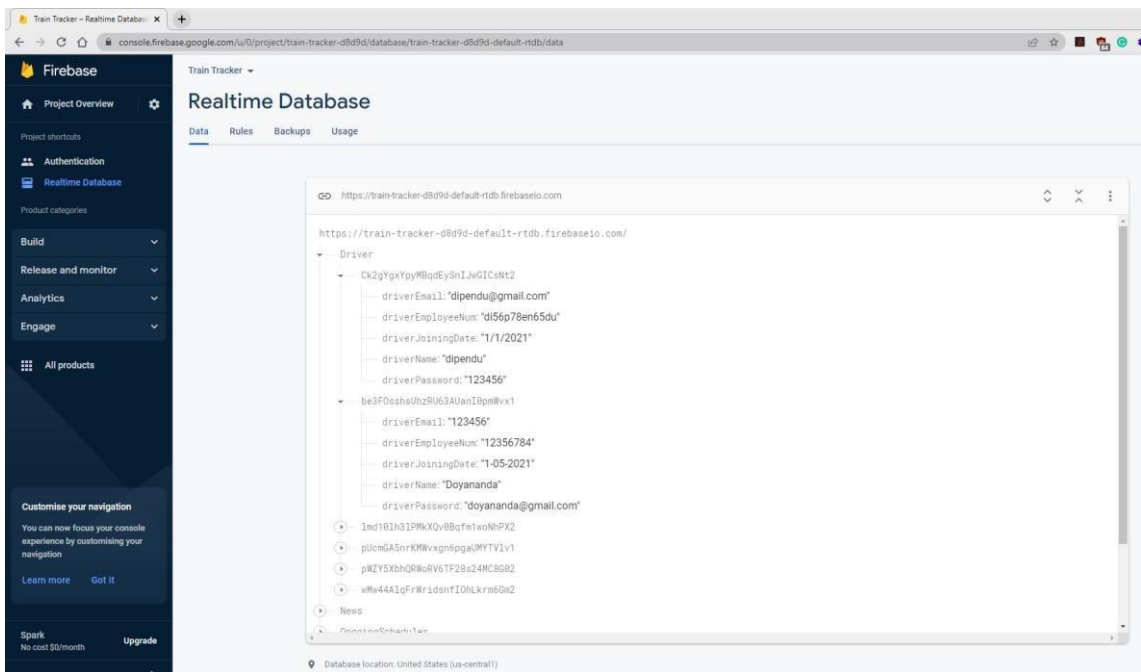 Train Tracker – Realtime Databas
console.firebase.google.com/u/0/project/train-tracker-d8d9d/database/train-tracker-d8d9d-default-rtdb/data
Firebase
Project Overview
Project shortcuts
Authentication
Realtime Database
Product categories
Build
Release and monitor
Analytics
Engage
All products
Customise your navigation
You can now focus your console
experience by customising your
navigation
Learn more Got it
Spark
No cost $0/month
Upgrade
Train Tracker
Realtime Database
Data Rules Backups Usage
https://train-tracker-d8d9d-default-rtdb.firebaseio.com
https://train-tracker-d8d9d-default-rtdb.firebaseio.com/
Driver
Ck2gYgxYpyMBqdEySnIJwGICsNt2
driverEmail: "dipendu@gmail.com"
driverEmployeeNum: "di56p78en65du"
driverJoiningDate: "1/1/2021"
driverName: "dipendu"
driverPassword: "123456"
be3FOsshsUhzRU63AUanI0pmWvx1
driverEmail: "123456"
driverEmployeeNum: "12356784"
driverJoiningDate: "1-05-2021"
driverName: "Doyananda"
driverPassword: "doyananda@gmail.com"
lmd10lh3lPMkXQv0Bqfm1woNhPX2
pUcmGA5nrKMWvxgn6pgaUMYTVlv1
pWZY5XbhQRWoRV6TF28s24MC8G02
wMw44AlqFrWridsnfIOhLkrm6Gm2
News
OngoingSchedules
Database location: United States (us-central1)